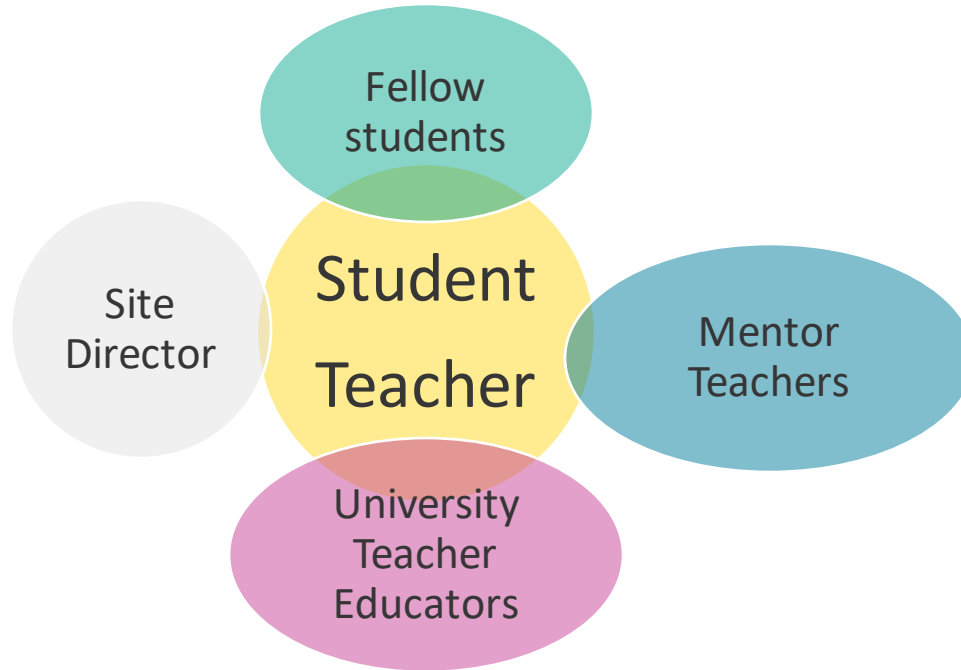 Fellow
students
Student
Teacher
Site
Director
Mentor
Teachers
University
Teacher
Educators